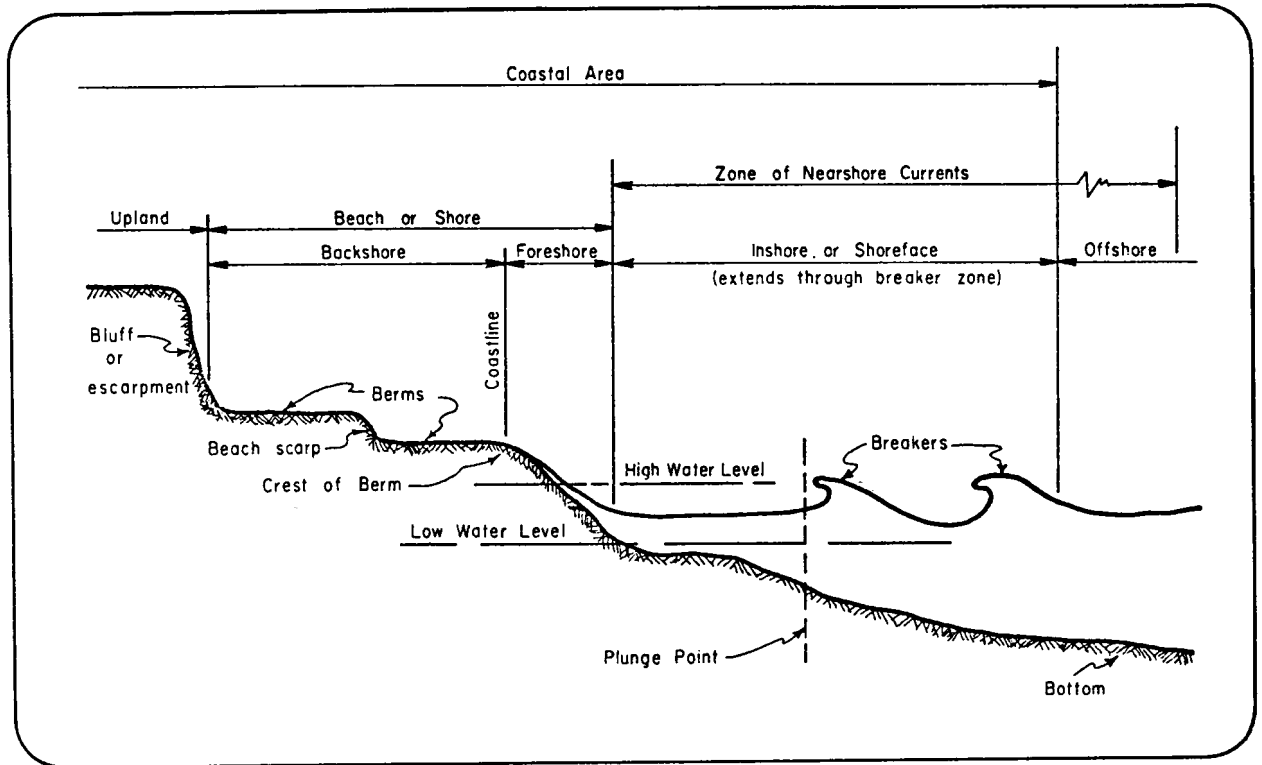 Coastal Area
Zone of Nearshore Currents
Upland
Beach or Shore
Backshore
Foreshore
Inshore, or Shoreface
Offshore
(extends through breaker zone)
Bluff
or
escarpment
Coastline
Berms
Beach scarp
Crest of Berm
High Water Level
Breakers
Low Water Level
Plunge Point
Bottom